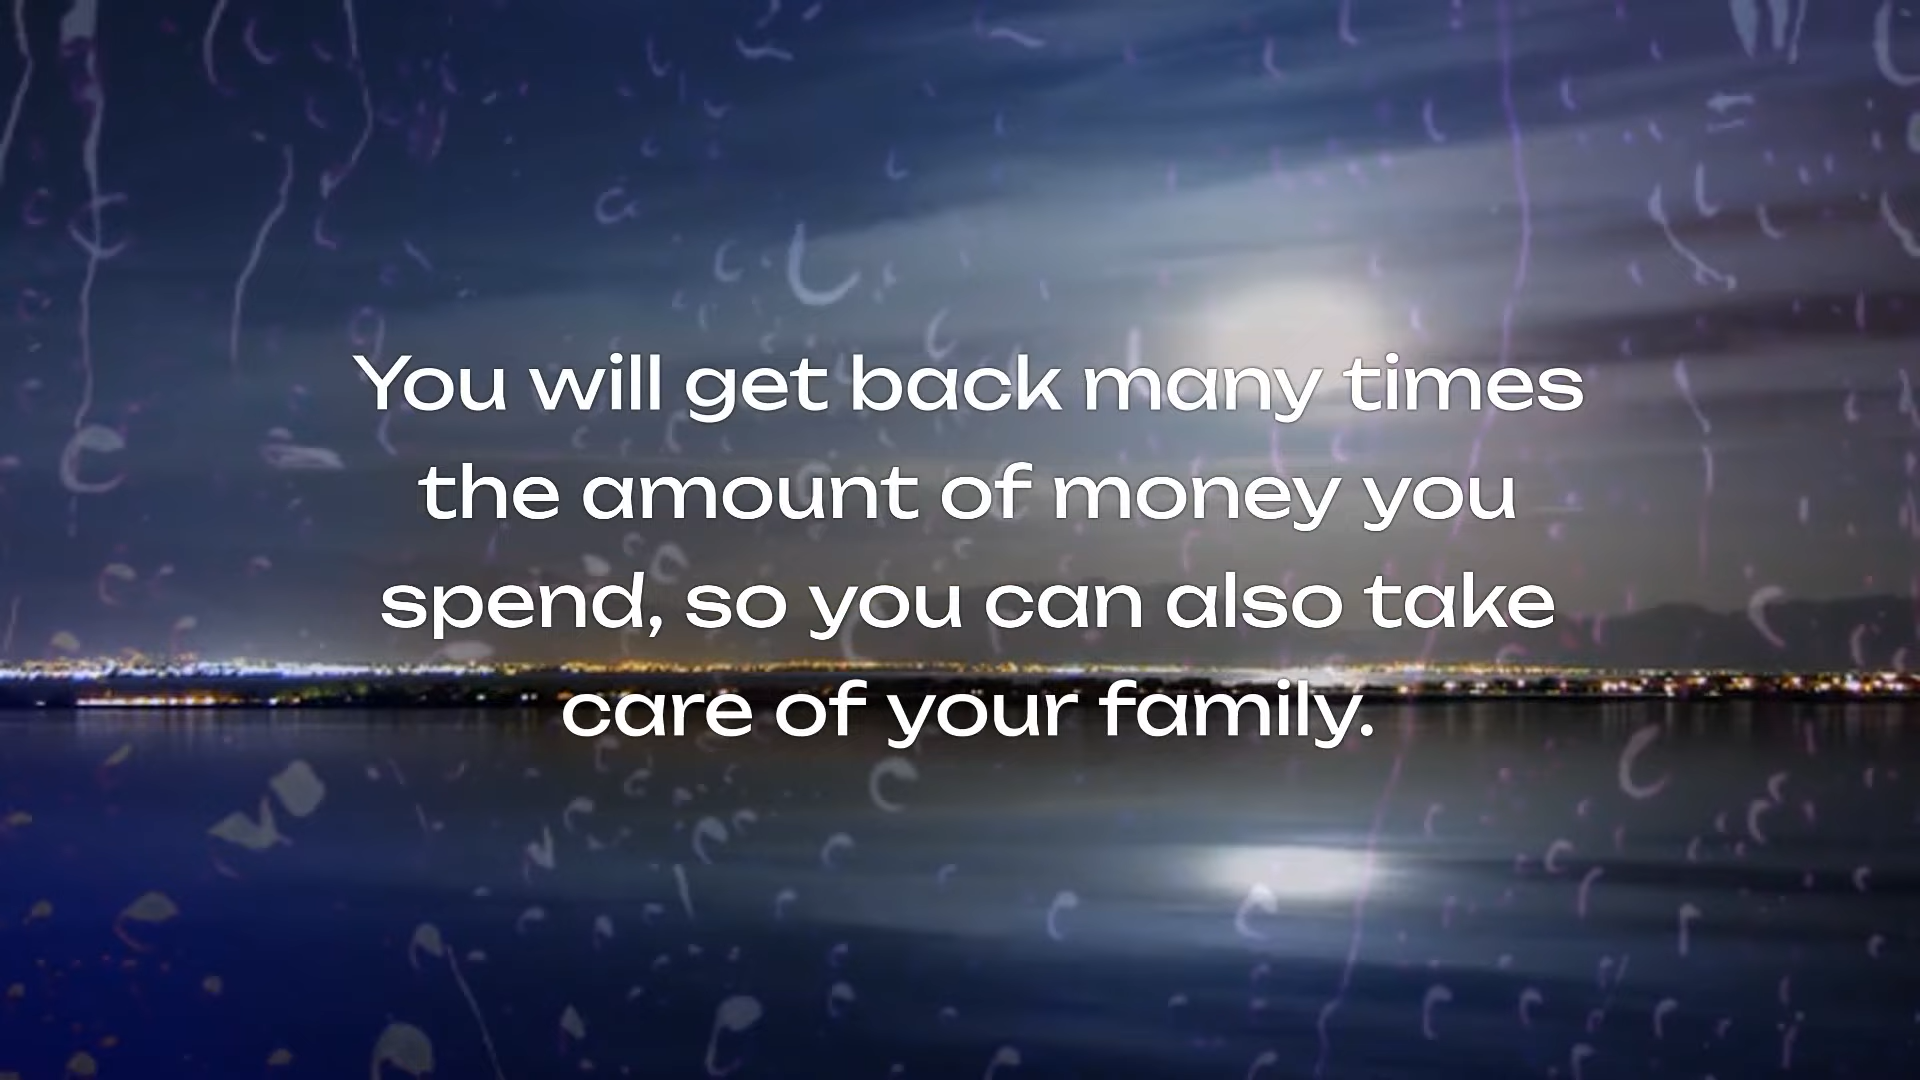 You will get back many times
the amount of money you
spend, so you can also take
care of your family.